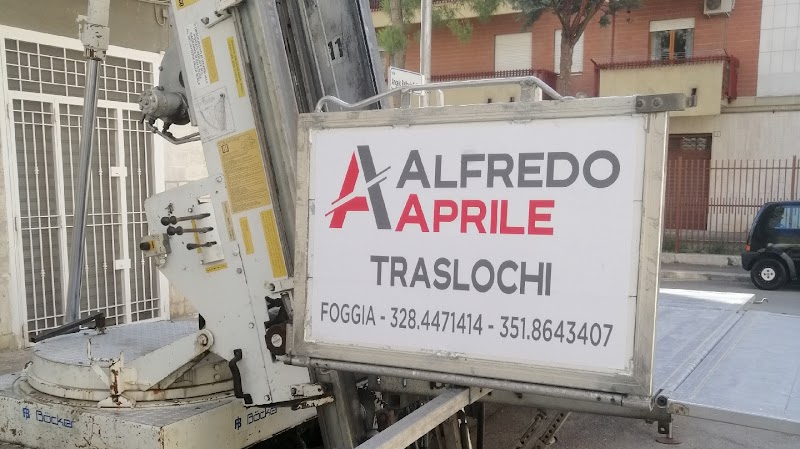 11
ALFREDO
APRILE
TRASLOCHI
FOGGIA - 328.4471414 - 351.8643407
Böcker
Böcker